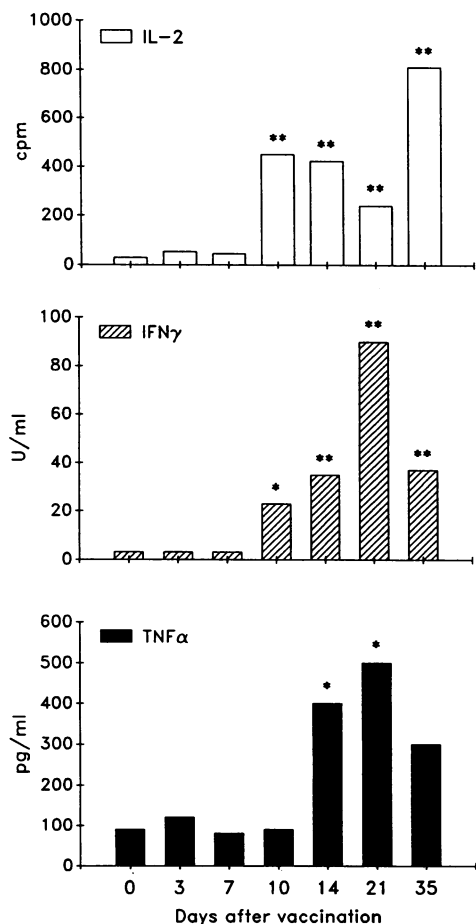 IL-2
1000
800
600
400
200
0
cpm
** ** ** **
IFNγ
100
80
60
40
20
0
U/ml
* ** ** **
TNFα
600
500
400
300
200
100
0
pg/ml
* *
0 3 7 10 14 21 35
Days after vaccination